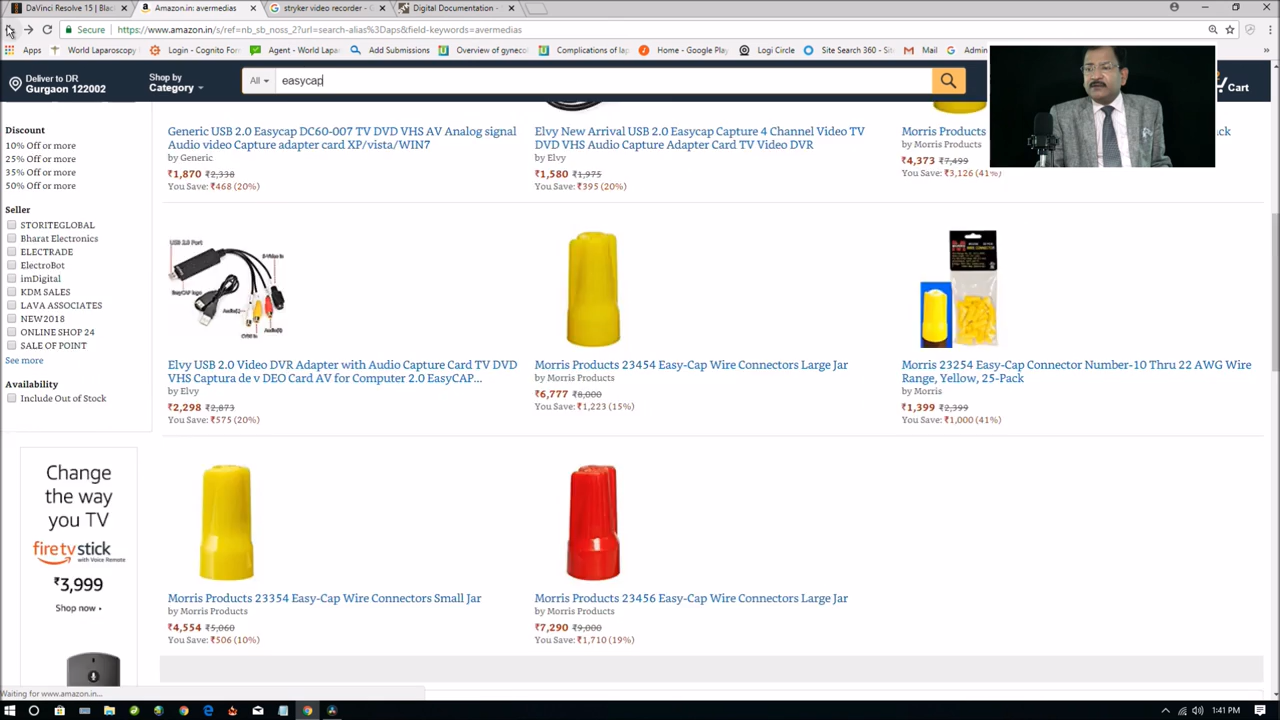 DaVinci Resolve 15 | Blac
Amazon.in: avermedias
stryker video recorder - G
Digital Documentation -
Secure
https://www.amazon.in/s/ref=nb_sb_noss_2?url=search-alias%3Daps&field-keywords=avermedias
Apps
World Laparoscopy
Login - Cognito Form
Agent - World Lapar
Add Submissions
Overview of gyneco
Complications of lap
Home - Google Play
Logi Circle
Site Search 360 - Sit
Mail
G A
Deliver to DR
Gurgaon 122002
Shop by
Category
All
easycap
Cart
Discount
10% Off or more
25% Off or more
35% Off or more
50% Off or more
Seller
STORITEGLOBAL
Bharat Electronics
ELECTRADE
ElectroBot
imDigital
KDM SALES
LAVA ASSOCIATES
NEW2018
ONLINE SHOP 24
SALE OF POINT
See more
Availability
Include Out of Stock
Change
the way
you TV
fire tv stick
with Voice Remote
₹3,999
Shop now ›
Generic USB 2.0 Easycap DC60-007 TV DVD VHS AV Analog signal
Audio video Capture adapter card XP/vista/WIN7
by Generic
₹1,870 ₹2,338
You Save: ₹468 (20%)
Elvy New Arrival USB 2.0 Easycap Capture 4 Channel Video TV
DVD VHS Audio Capture Adapter Card TV Video DVR
by Elvy
₹1,580 ₹1,975
You Save: ₹395 (20%)
Morris Products
by Morris Products
₹4,373 ₹7,499
You Save: ₹3,126 (41%)
USB 2.0 Port
Elvy USB 2.0 Video DVR Adapter with Audio Capture Card TV DVD
VHS Captura de v DEO Card AV for Computer 2.0 EasyCAP...
by Elvy
₹2,298 ₹2,873
You Save: ₹575 (20%)
Morris Products 23454 Easy-Cap Wire Connectors Large Jar
by Morris Products
₹6,777 ₹8,000
You Save: ₹1,223 (15%)
Morris 23254 Easy-Cap Connector Number-10 Thru 22 AWG Wire
Range, Yellow, 25-Pack
by Morris
₹1,399 ₹2,399
You Save: ₹1,000 (41%)
Morris Products 23354 Easy-Cap Wire Connectors Small Jar
by Morris Products
₹4,554 ₹5,060
You Save: ₹506 (10%)
Morris Products 23456 Easy-Cap Wire Connectors Large Jar
by Morris Products
₹7,290 ₹9,000
You Save: ₹1,710 (19%)
Waiting for www.amazon.in...
1:41 PM